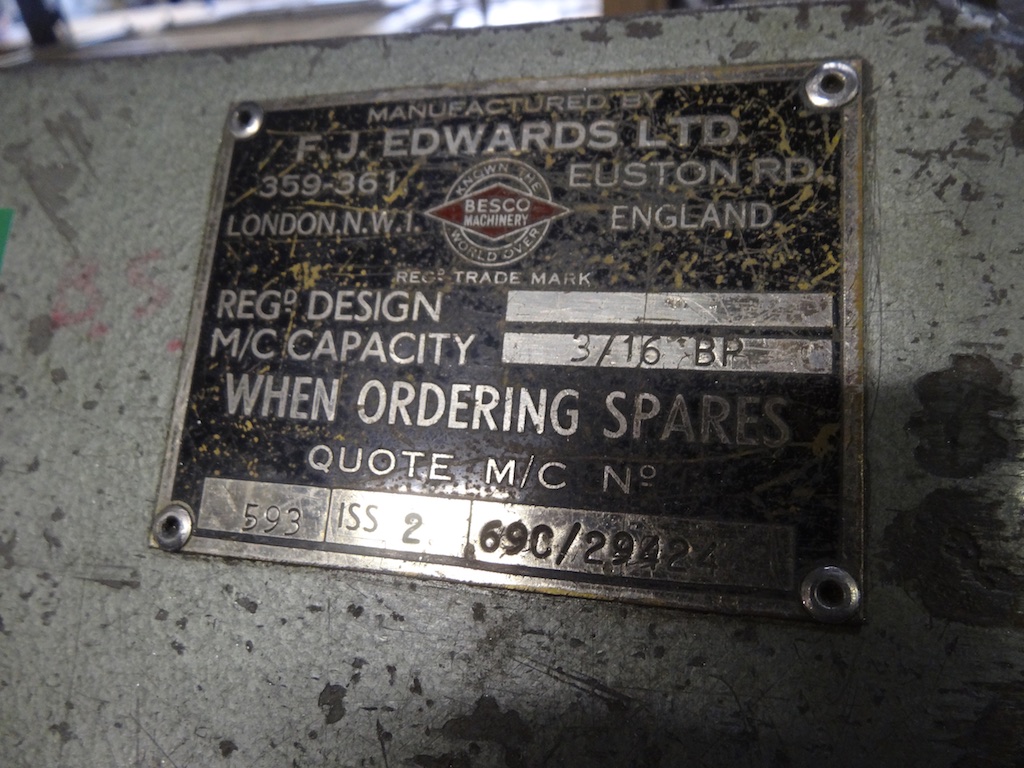 MANUFACTURED BY
F. J. EDWARDS LTD
359-361 EUSTON RD.
KNOWN THE
BESCO
MACHINERY
WORLD OVER
LONDON, N.W.1. ENGLAND.
REGD TRADE MARK
REGD DESIGN
M/C CAPACITY 3/16 BP
WHEN ORDERING SPARES
QUOTE M/C No
593 ISS 2 69C/29424